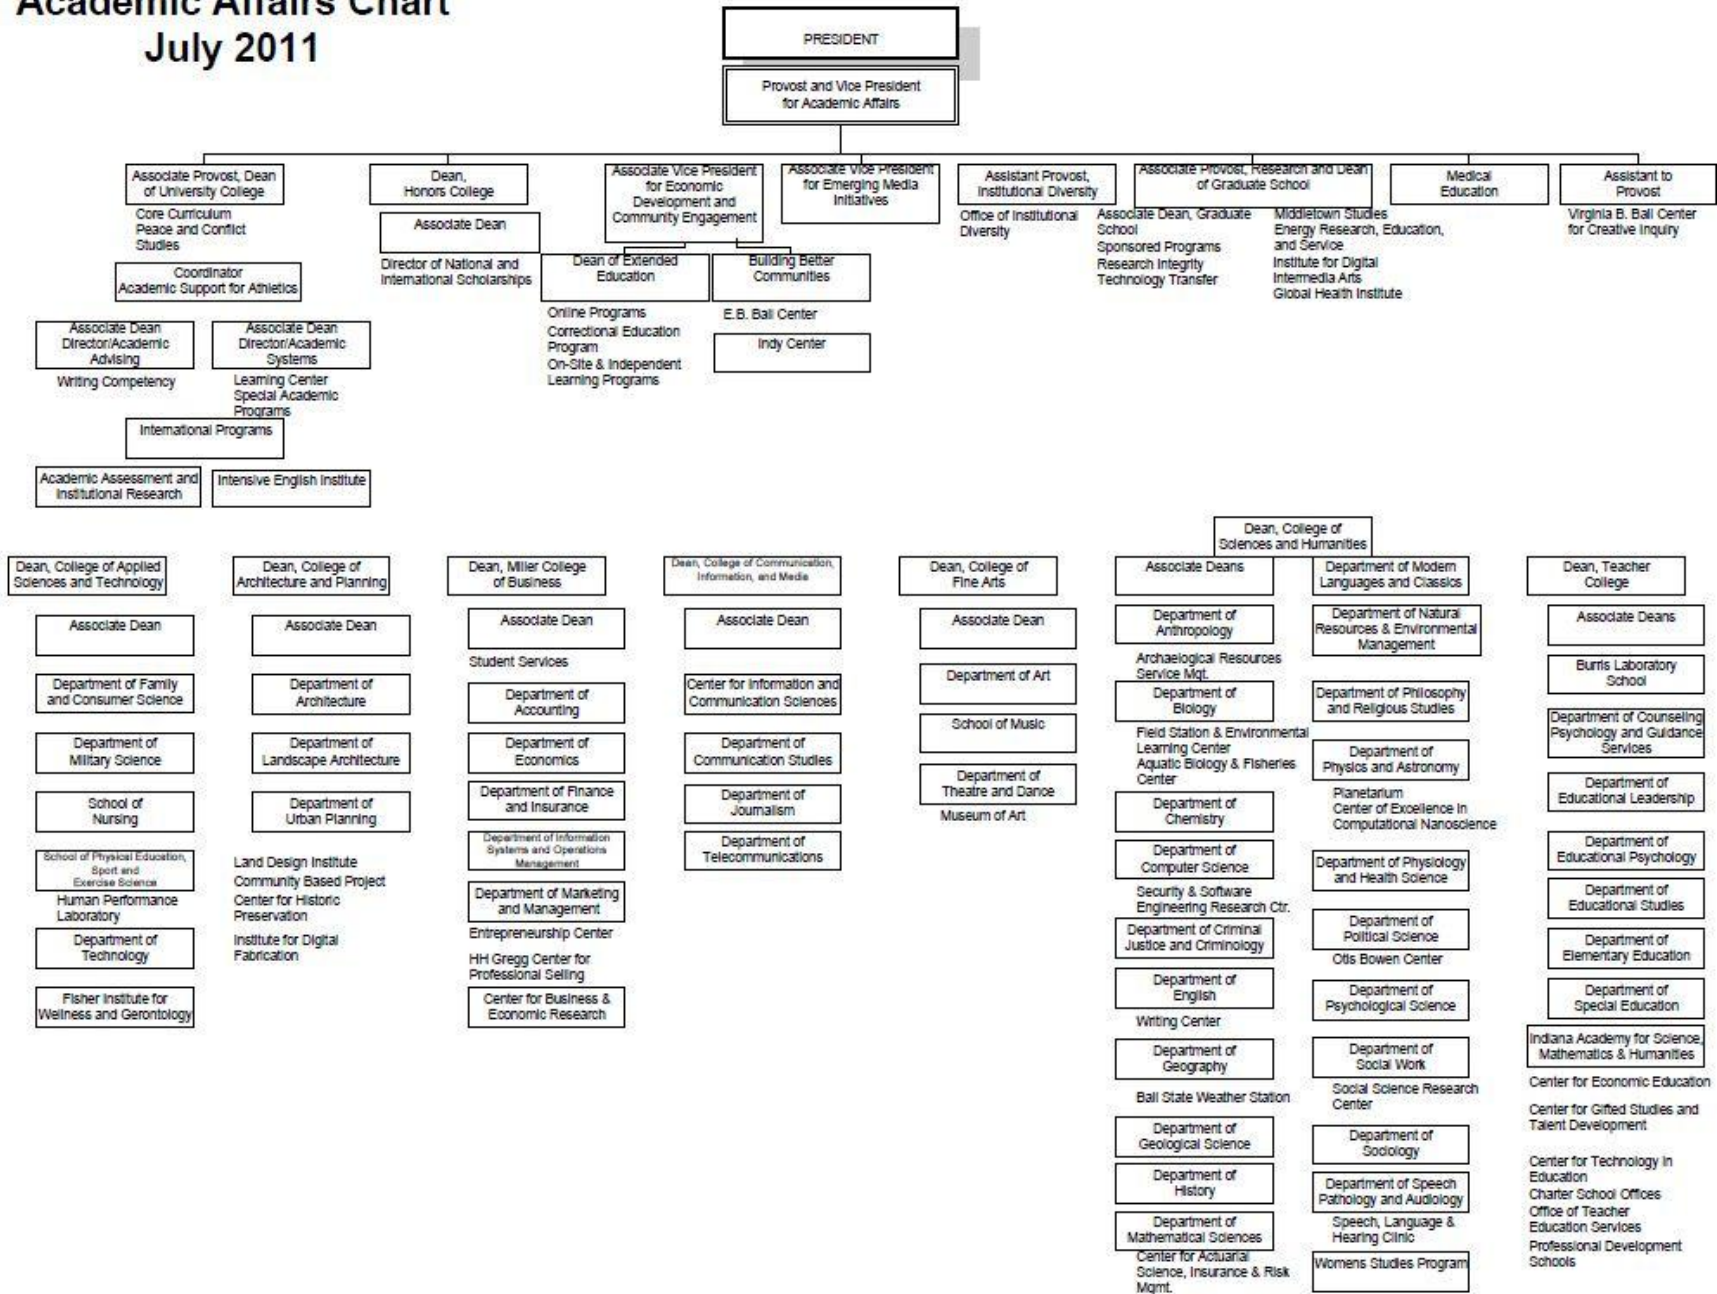 Academic Affairs Chart
July 2011
PRESIDENT
Provost and Vice President
for Academic Affairs
Associate Provost, Dean
of University College
Core Curriculum
Peace and Conflict
Studies
Coordinator
Academic Support for Athletics
Associate Dean
Director/Academic
Advising
Writing Competency
Associate Dean
Director/Academic
Systems
Learning Center
Special Academic
Programs
International Programs
Academic Assessment and
Institutional Research
Intensive English Institute
Dean,
Honors College
Associate Dean
Director of National and
International Scholarships
Associate Vice President
for Economic
Development and
Community Engagement
Dean of Extended
Education
Online Programs
Correctional Education
Program
On-Site & Independent
Learning Programs
Building Better
Communities
E.B. Ball Center
Indy Center
Associate Vice President
for Emerging Media
Initiatives
Assistant Provost,
Institutional Diversity
Office of Institutional
Diversity
Associate Provost, Research and Dean
of Graduate School
Associate Dean, Graduate
School
Sponsored Programs
Research Integrity
Technology Transfer
Middletown Studies
Energy Research, Education,
and Service
Institute for Digital
Intermedia Arts
Global Health Institute
Medical
Education
Assistant to
Provost
Virginia B. Ball Center
for Creative Inquiry
Dean, College of Applied
Sciences and Technology
Associate Dean
Department of Family
and Consumer Science
Department of
Military Science
School of
Nursing
School of Physical Education,
Sport and
Exercise Science
Human Performance
Laboratory
Department of
Technology
Fisher Institute for
Wellness and Gerontology
Dean, College of
Architecture and Planning
Associate Dean
Department of
Architecture
Department of
Landscape Architecture
Department of
Urban Planning
Land Design Institute
Community Based Project
Center for Historic
Preservation
Institute for Digital
Fabrication
Dean, Miller College
of Business
Associate Dean
Student Services
Department of
Accounting
Department of
Economics
Department of Finance
and Insurance
Department of Information
Systems and Operations
Management
Department of Marketing
and Management
Entrepreneurship Center
HH Gregg Center for
Professional Selling
Center for Business &
Economic Research
Dean, College of Communication,
Information, and Media
Associate Dean
Center for Information and
Communication Sciences
Department of
Communication Studies
Department of
Journalism
Department of
Telecommunications
Dean, College of
Fine Arts
Associate Dean
Department of Art
School of Music
Department of
Theatre and Dance
Museum of Art
Dean, College of
Sciences and Humanities
Associate Deans
Department of
Anthropology
Archaelogical Resources
Service Mgt.
Department of
Biology
Field Station & Environmental
Learning Center
Aquatic Biology & Fisheries
Center
Department of
Chemistry
Department of
Computer Science
Security & Software
Engineering Research Ctr.
Department of Criminal
Justice and Criminology
Department of
English
Writing Center
Department of
Geography
Ball State Weather Station
Department of
Geological Science
Department of
History
Department of
Mathematical Sciences
Center for Actuarial
Science, Insurance & Risk
Mgmt.
Department of Modern
Languages and Classics
Department of Natural
Resources & Environmental
Management
Department of Philosophy
and Religious Studies
Department of
Physics and Astronomy
Planetarium
Center of Excellence in
Computational Nanoscience
Department of Physiology
and Health Science
Department of
Political Science
Otis Bowen Center
Department of
Psychological Science
Department of
Social Work
Social Science Research
Center
Department of
Sociology
Department of Speech
Pathology and Audiology
Speech, Language &
Hearing Clinic
Womens Studies Program
Dean, Teacher
College
Associate Deans
Burris Laboratory
School
Department of Counseling
Psychology and Guidance
Services
Department of
Educational Leadership
Department of
Educational Psychology
Department of
Educational Studies
Department of
Elementary Education
Department of
Special Education
Indiana Academy for Science,
Mathematics & Humanities
Center for Economic Education
Center for Gifted Studies and
Talent Development
Center for Technology in
Education
Charter School Offices
Office of Teacher
Education Services
Professional Development
Schools